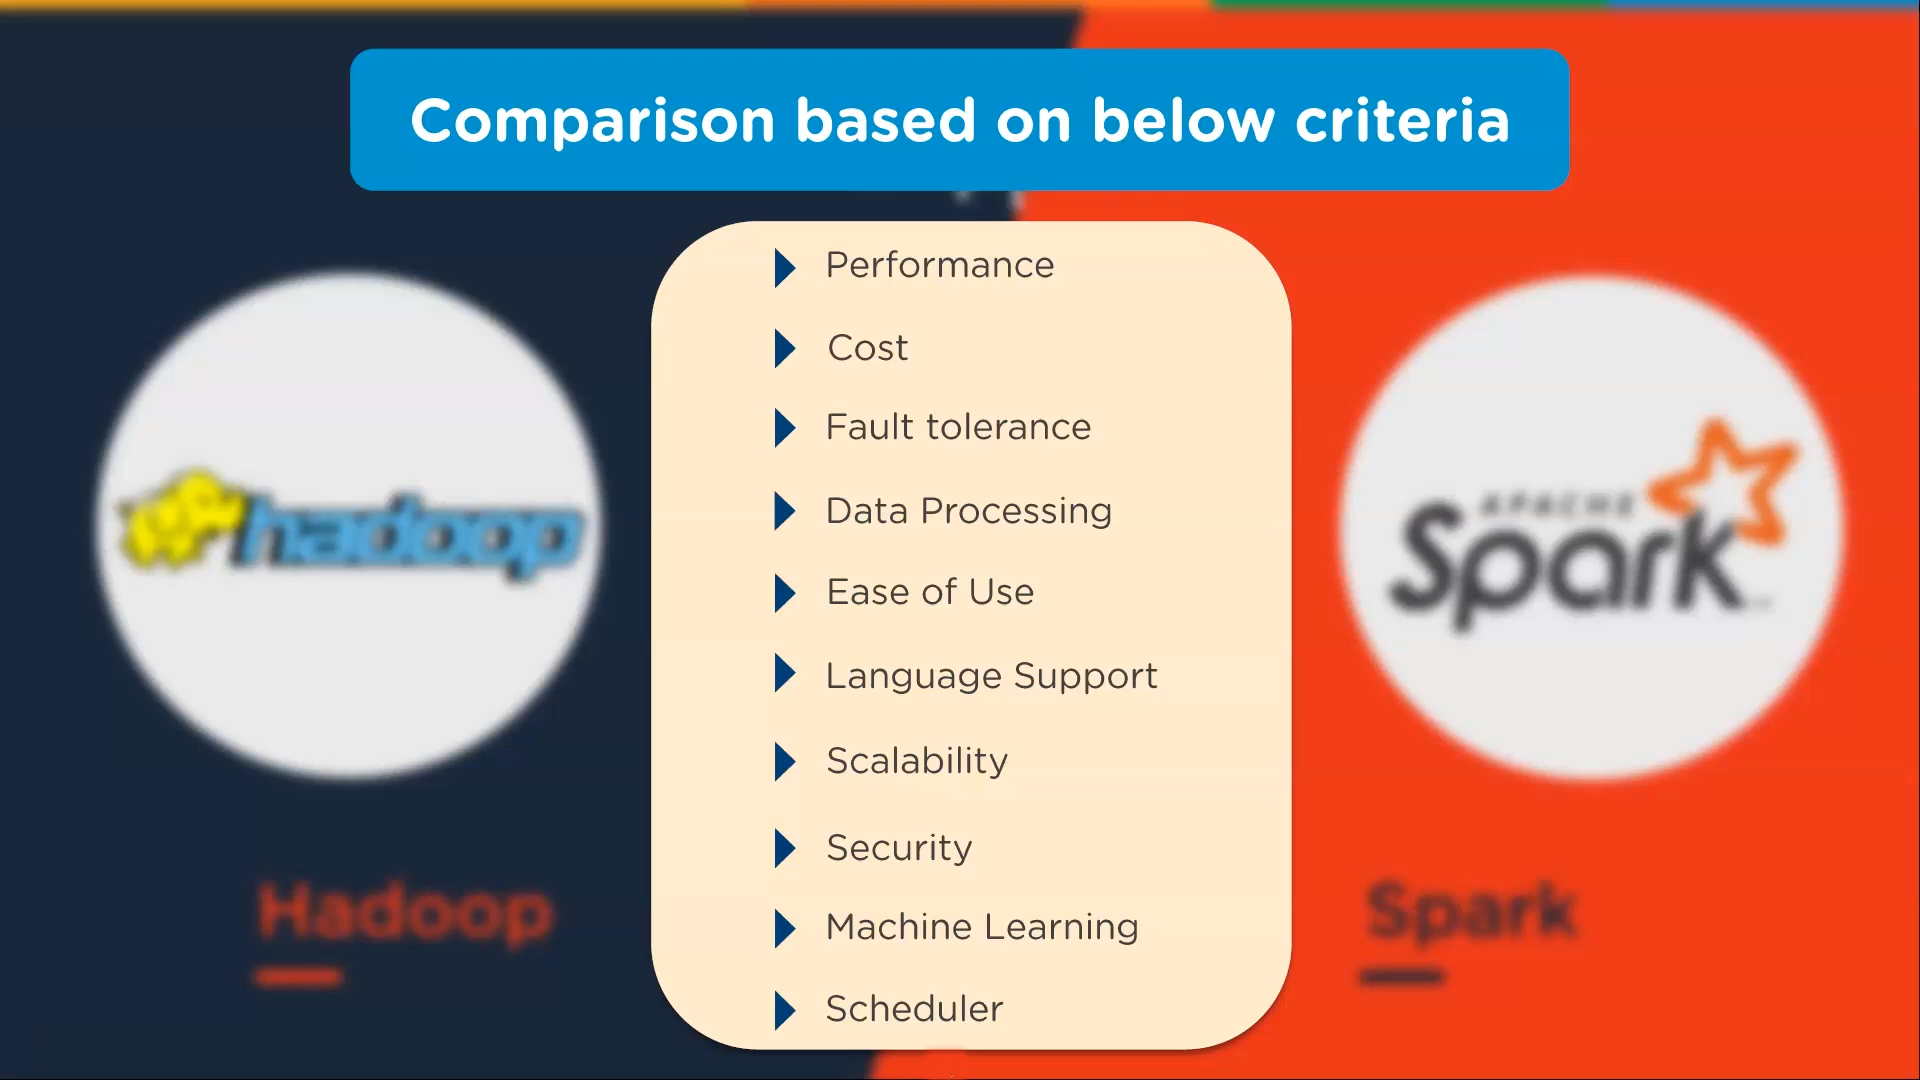 Comparison based on below criteria
Performance
Cost
Fault tolerance
Data Processing
Ease of Use
Language Support
Scalability
Security
Machine Learning
Scheduler
hadoop
APACHE
Spark
Hadoop
Spark